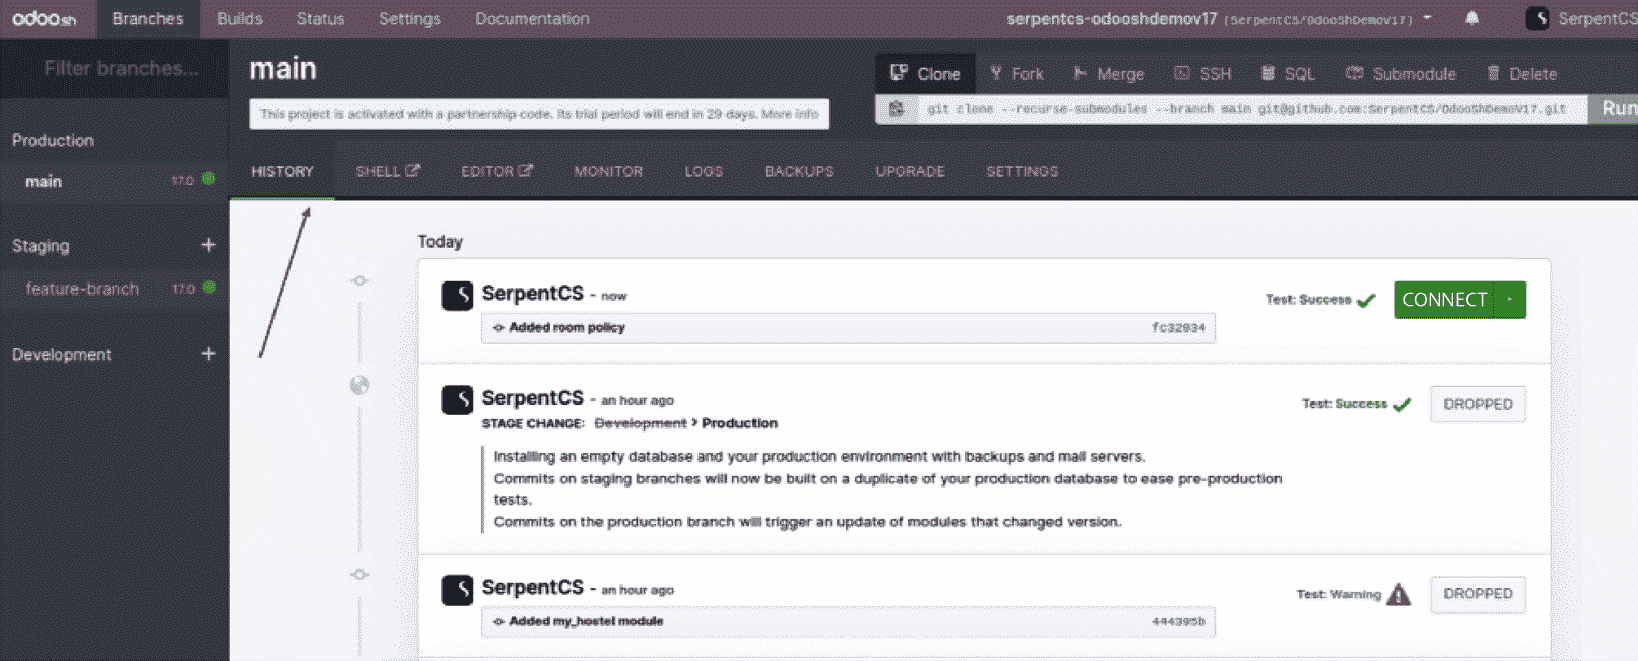 odoo.sh Branches Builds Status Settings Documentation serpentcs-odooshdemov17 (SerpentCS/OdooShDemoV17) SerpentCS
Filter branches...
main
Clone Fork Merge SSH SQL Submodule Delete
This project is activated with a partnership code. Its trial period will end in 29 days. More info
git clone --recurse-submodules --branch main git@github.com:SerpentCS/OdooShDemoV17.git Run
Production
main 17.0
HISTORY SHELL EDITOR MONITOR LOGS BACKUPS UPGRADE SETTINGS
Staging +
feature-branch 17.0
Development +
Today
SerpentCS - now
Test: Success CONNECT
Added room policy fc32934
SerpentCS - an hour ago
Test: Success DROPPED
STAGE CHANGE: Development > Production
Installing an empty database and your production environment with backups and mail servers.
Commits on staging branches will now be built on a duplicate of your production database to ease pre-production
tests.
Commits on the production branch will trigger an update of modules that changed version.
SerpentCS - an hour ago
Test: Warning DROPPED
Added my_hostel module 444395b